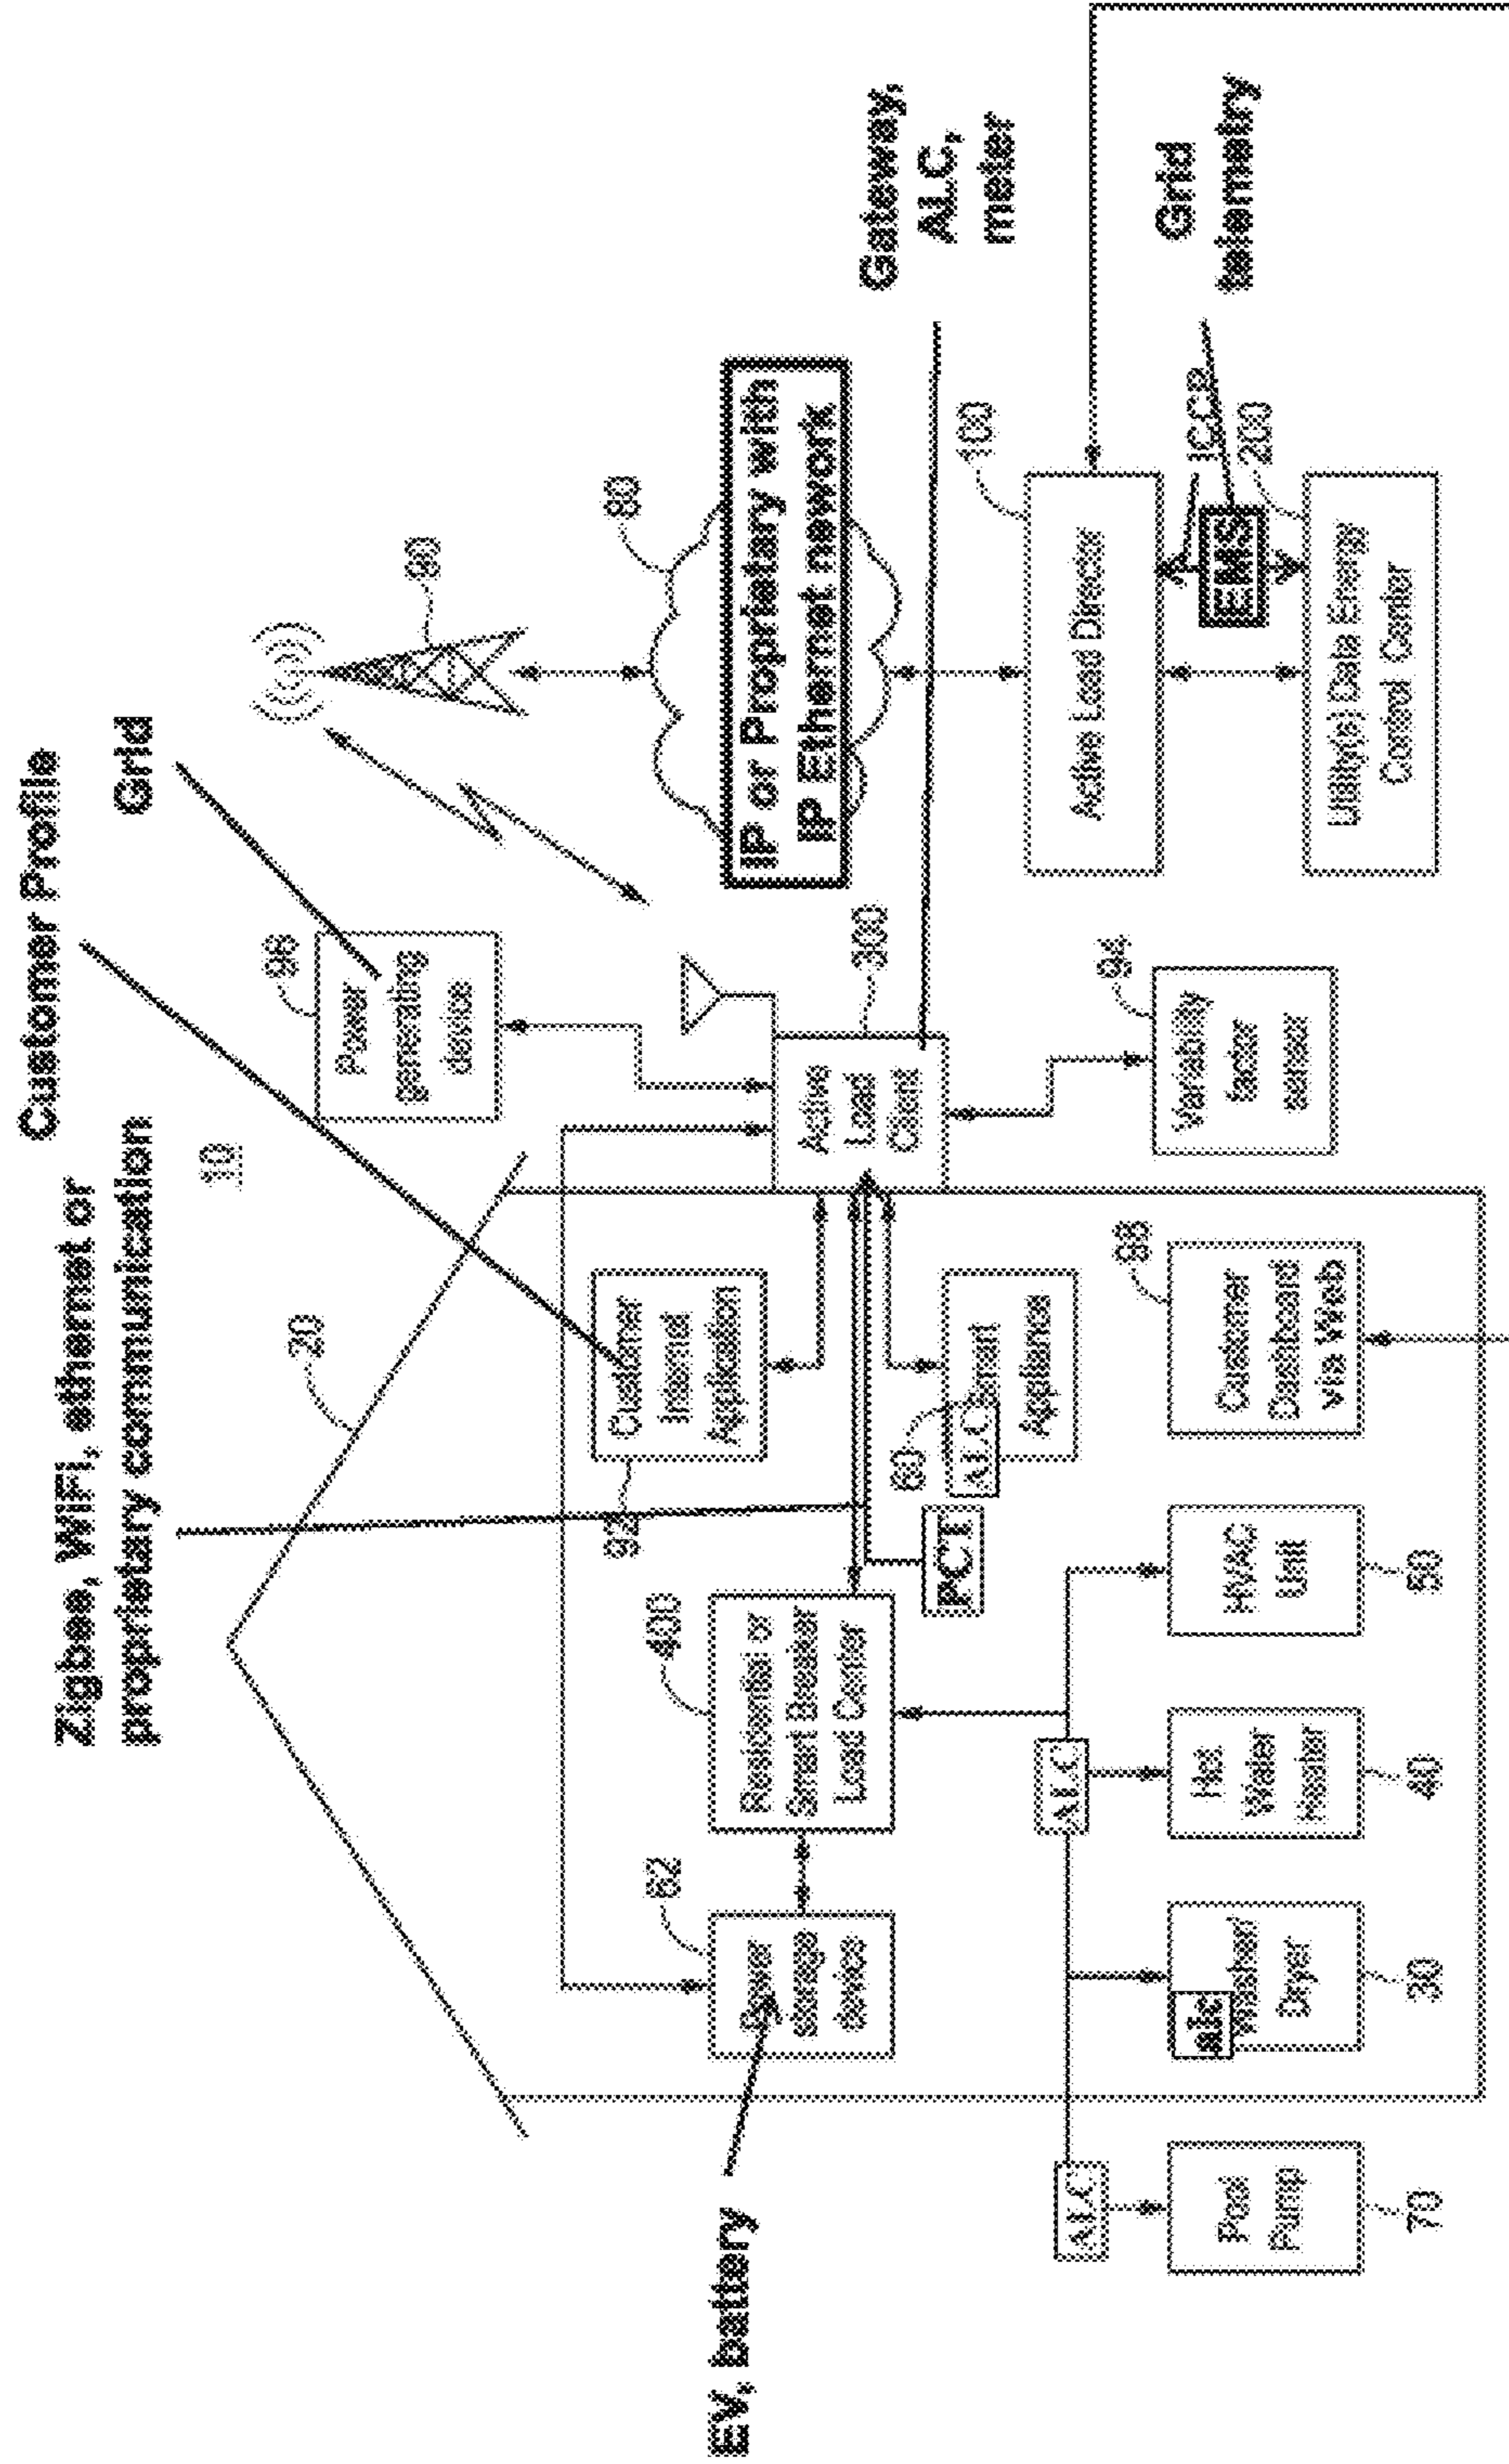 Customer Profile
Grid
Zigbee, WiFi, ethernet or
proprietary communication
10
20
90
80
IP or Proprietary with
IP Ethernet nework
96
Power
generating
device
Gateway,
ALC,
meter
300
Active
Load
Client
94
Variability
factor
sensor
100
Active Load Director
ICCP
EMS
Grid
telemetry
200
Utility(s) Data Energy
Control Center
92
Customer
Internal
Application
60
ALC
Smart
Appliance
PCT
98
Customer
Dashboard
via Web
400
Residential or
Smart Breaker
Load Center
62
Power
storage
device
EV, battery
ALC
HVAC
Unit
50
Hot
Water
Heater
40
alc
Washer/
Dryer
30
ALC
Pool
Pump
70